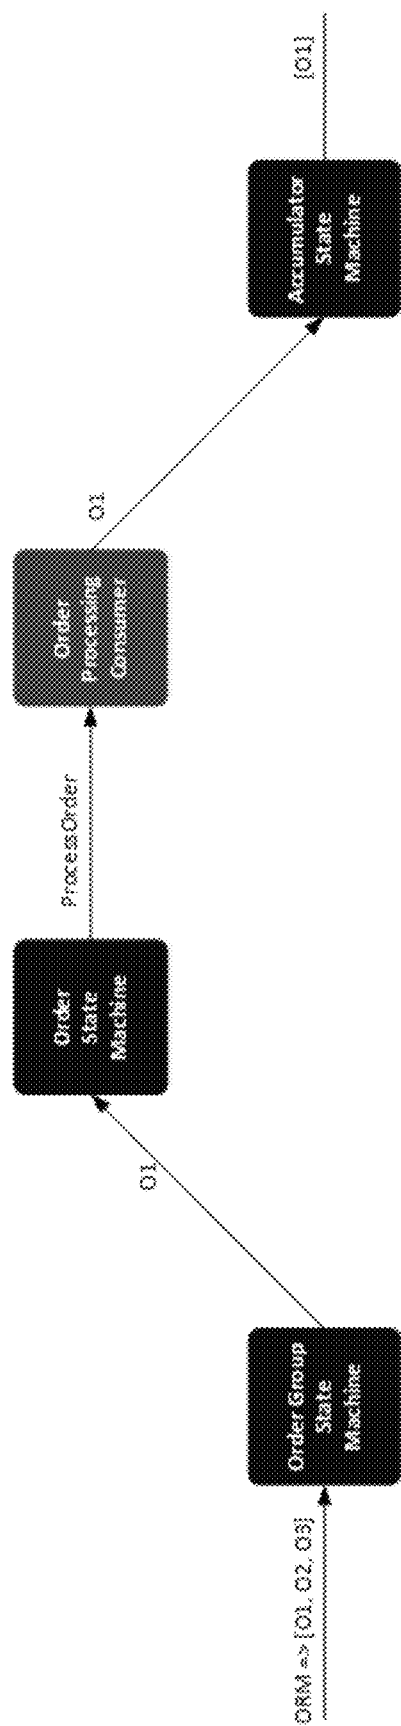 ORM => [O1, O2, O3]
Order Group
State
Machine
O1
Order
State
Machine
ProcessOrder
Order
Processing
Consumer
O1
Accumulator
State
Machine
[O1]